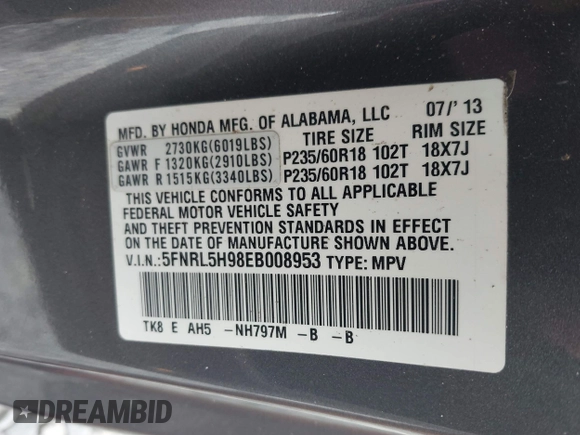 MFD. BY HONDA MFG. OF ALABAMA, LLC 07/'13
TIRE SIZE RIM SIZE
GVWR 2730KG(6019LBS)
GAWR F 1320KG(2910LBS) P235/60R18 102T 18X7J
GAWR R 1515KG(3340LBS) P235/60R18 102T 18X7J
THIS VEHICLE CONFORMS TO ALL APPLICABLE
FEDERAL MOTOR VEHICLE SAFETY
AND THEFT PREVENTION STANDARDS IN EFFECT
ON THE DATE OF MANUFACTURE SHOWN ABOVE.
V.I.N.:5FNRL5H98EB008953 TYPE: MPV
TK8 E AH5 -NH797M -B -B
DREAMBID